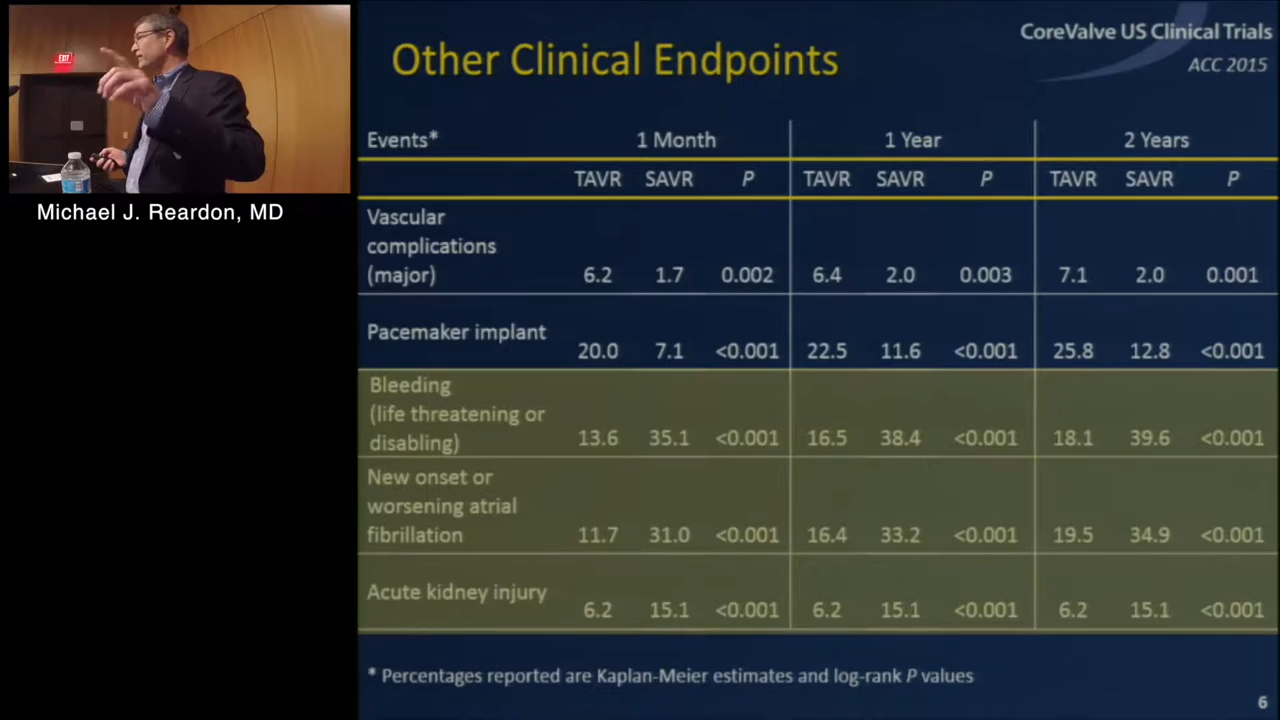 EXIT
Michael J. Reardon, MD
CoreValve US Clinical Trials
ACC 2015
Other Clinical Endpoints
Events* 1 Month 1 Year 2 Years
TAVR SAVR P TAVR SAVR P TAVR SAVR P
Vascular
complications
(major) 6.2 1.7 0.002 6.4 2.0 0.003 7.1 2.0 0.001
Pacemaker implant
20.0 7.1 <0.001 22.5 11.6 <0.001 25.8 12.8 <0.001
Bleeding
(life threatening or
disabling) 13.6 35.1 <0.001 16.5 38.4 <0.001 18.1 39.6 <0.001
New onset or
worsening atrial
fibrillation 11.7 31.0 <0.001 16.4 33.2 <0.001 19.5 34.9 <0.001
Acute kidney injury
6.2 15.1 <0.001 6.2 15.1 <0.001 6.2 15.1 <0.001
* Percentages reported are Kaplan-Meier estimates and log-rank P values
6